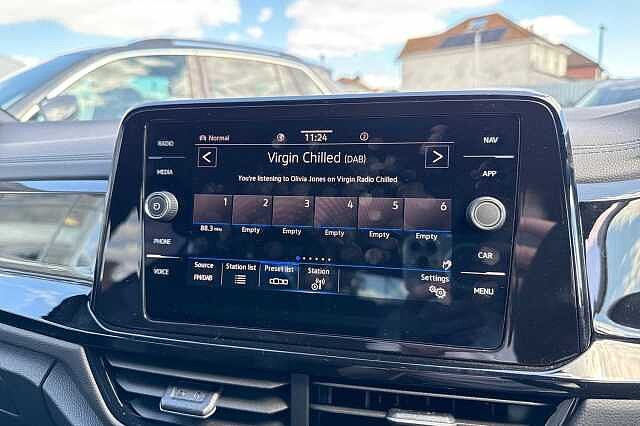 RADIO
MEDIA
PHONE
VOICE
Normal
11:24
Virgin Chilled (DAB)
You're listening to Olivia Jones on Virgin Radio Chilled
1 2 3 4 5 6
88.3MHz Empty Empty Empty Empty Empty
Source Station list Preset list Station Settings
FM/DAB
NAV
APP
CAR
MENU